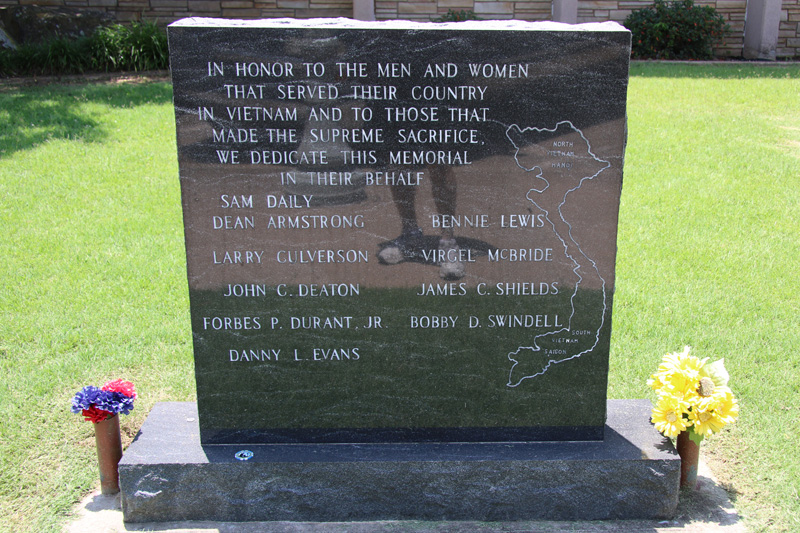 IN HONOR TO THE MEN AND WOMEN
THAT SERVED THEIR COUNTRY
IN VIETNAM AND TO THOSE THAT
MADE THE SUPREME SACRIFICE,
WE DEDICATE THIS MEMORIAL
IN THEIR BEHALF
SAM DAILY
DEAN ARMSTRONG BENNIE LEWIS
LARRY CULVERSON VIRGEL McBRIDE
JOHN C. DEATON JAMES C. SHIELDS
FORBES P. DURANT, JR. BOBBY D. SWINDELL
DANNY L. EVANS
NORTH
VIETNAM
HANOI
SOUTH
VIETNAM
SAIGON